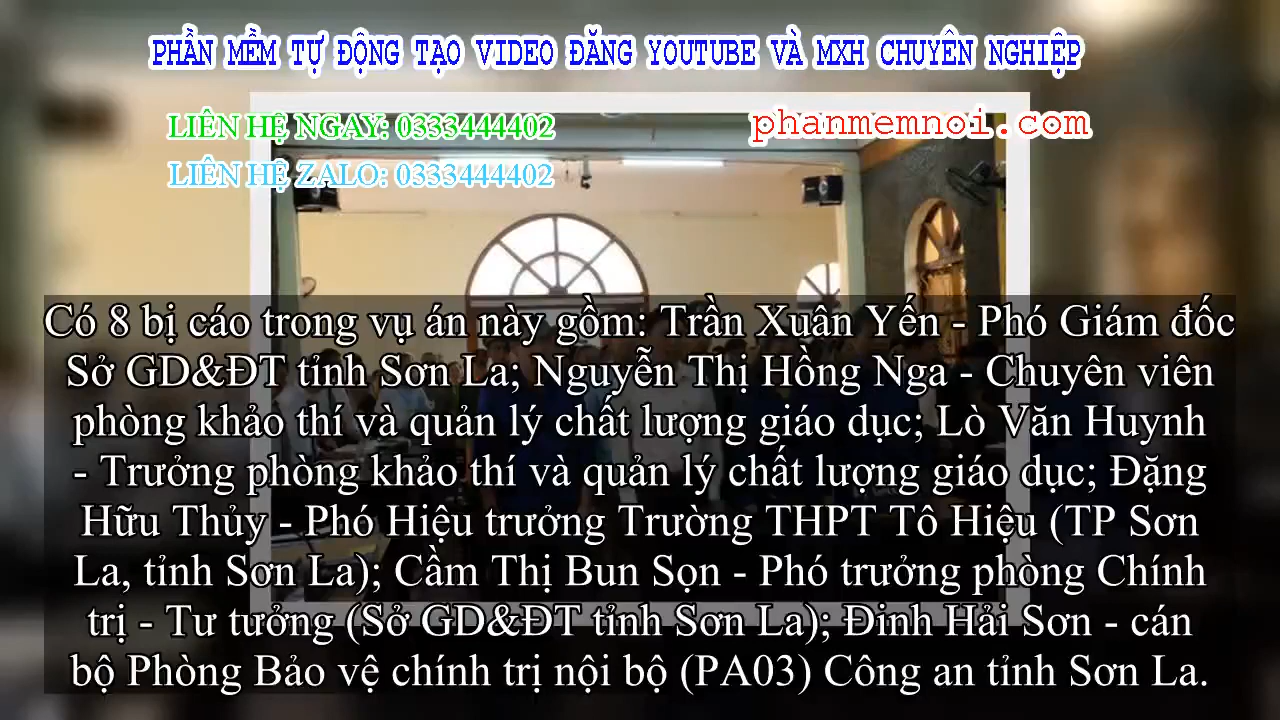 PHẦN MỀM TỰ ĐỘNG TẠO VIDEO ĐĂNG YOUTUBE VÀ MXH CHUYÊN NGHIỆP
LIÊN HỆ NGAY: 0333444402
phanmemnoi.com
LIÊN HỆ ZALO: 0333444402
Có 8 bị cáo trong vụ án này gồm: Trần Xuân Yến - Phó Giám đốc
Sở GD&ĐT tỉnh Sơn La; Nguyễn Thị Hồng Nga - Chuyên viên
phòng khảo thí và quản lý chất lượng giáo dục; Lò Văn Huynh
- Trưởng phòng khảo thí và quản lý chất lượng giáo dục; Đặng
Hữu Thủy - Phó Hiệu trưởng Trường THPT Tô Hiệu (TP Sơn
La, tỉnh Sơn La); Cầm Thị Bun Sọn - Phó trưởng phòng Chính
trị - Tư tưởng (Sở GD&ĐT tỉnh Sơn La); Đinh Hải Sơn - cán
bộ Phòng Bảo vệ chính trị nội bộ (PA03) Công an tỉnh Sơn La.